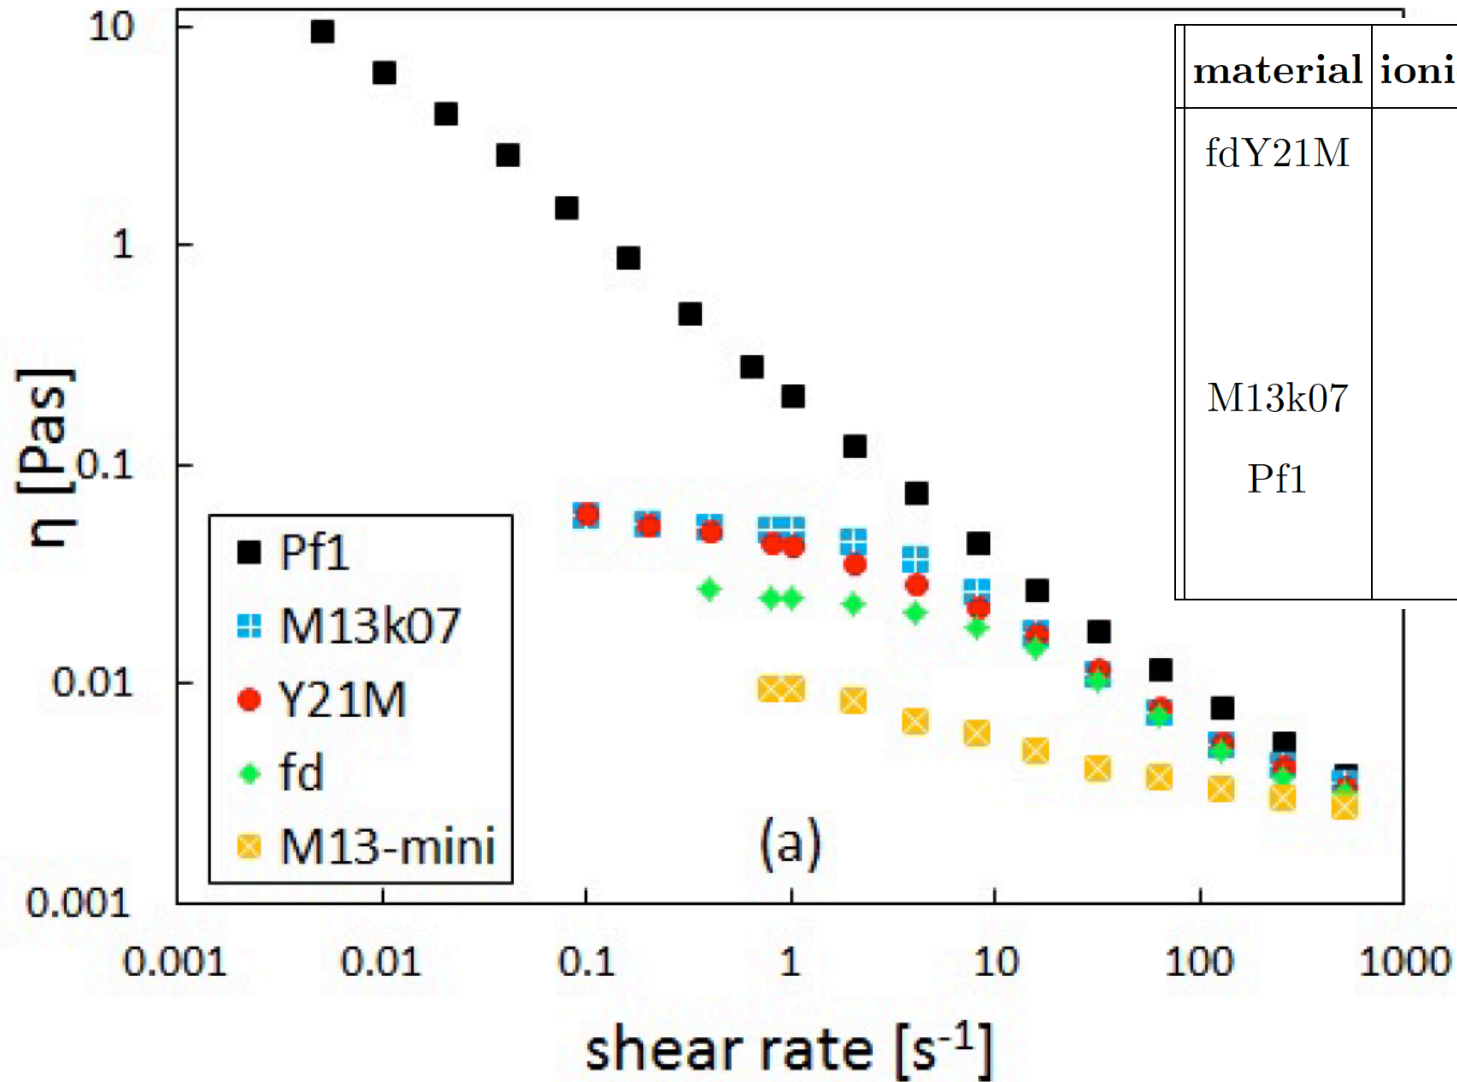 10
1
0.1
0.01
0.001
η [Pas]
Pf1
M13k07
Y21M
fd
M13-mini
(a)
0.001 0.01 0.1 1 10 100 1000
shear rate [s-1]
material
fdY21M
M13k07
Pf1